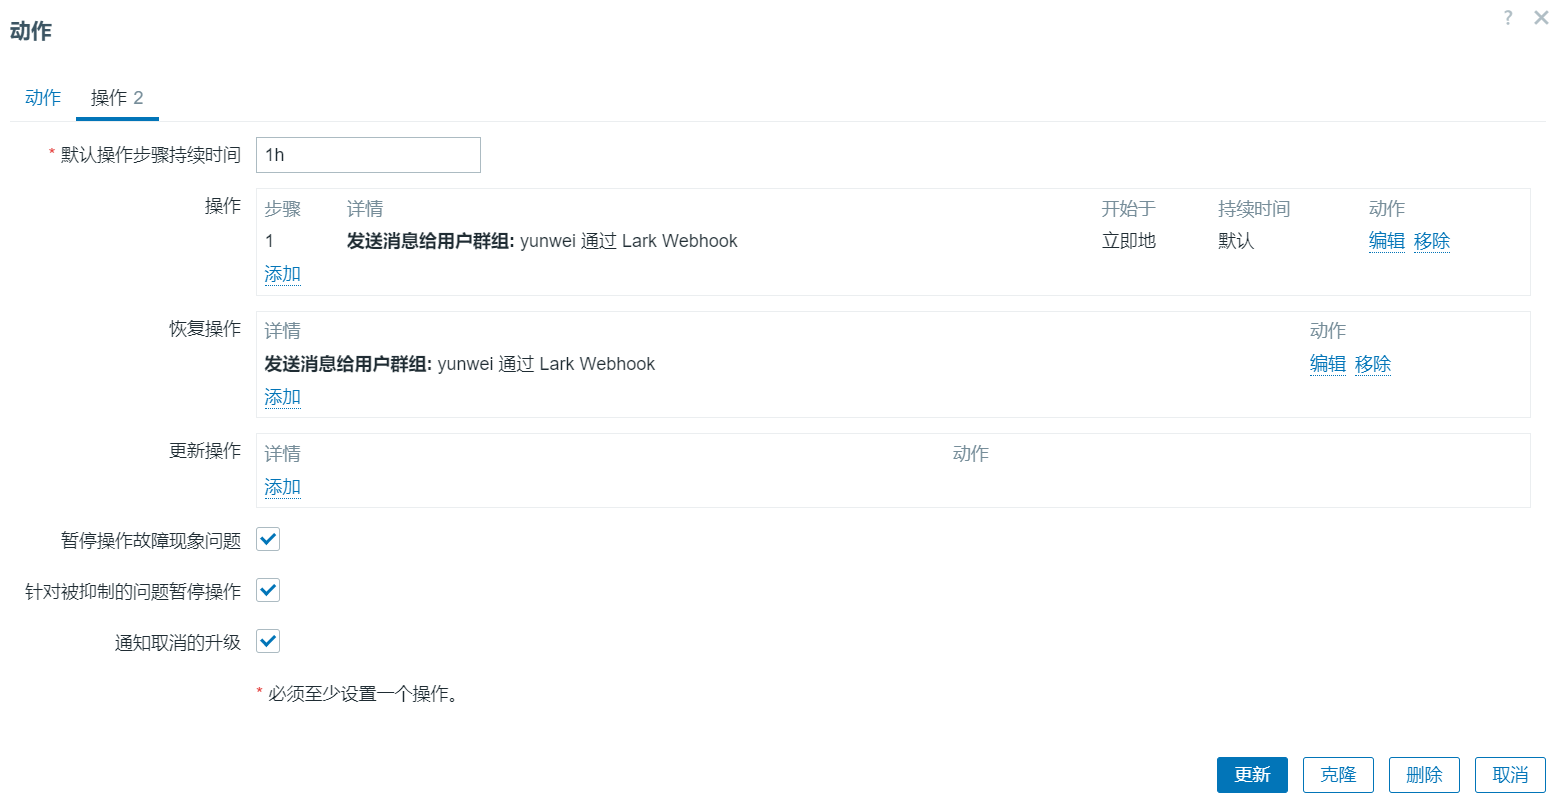 动作
?
动作 操作 2
* 默认操作步骤持续时间 1h
操作 步骤 详情 开始于 持续时间 动作
1 发送消息给用户群组: yunwei 通过 Lark Webhook 立即地 默认 编辑 移除
添加
恢复操作 详情 动作
发送消息给用户群组: yunwei 通过 Lark Webhook 编辑 移除
添加
更新操作 详情 动作
添加
暂停操作故障现象问题
针对被抑制的问题暂停操作
通知取消的升级
* 必须至少设置一个操作。
更新 克隆 删除 取消